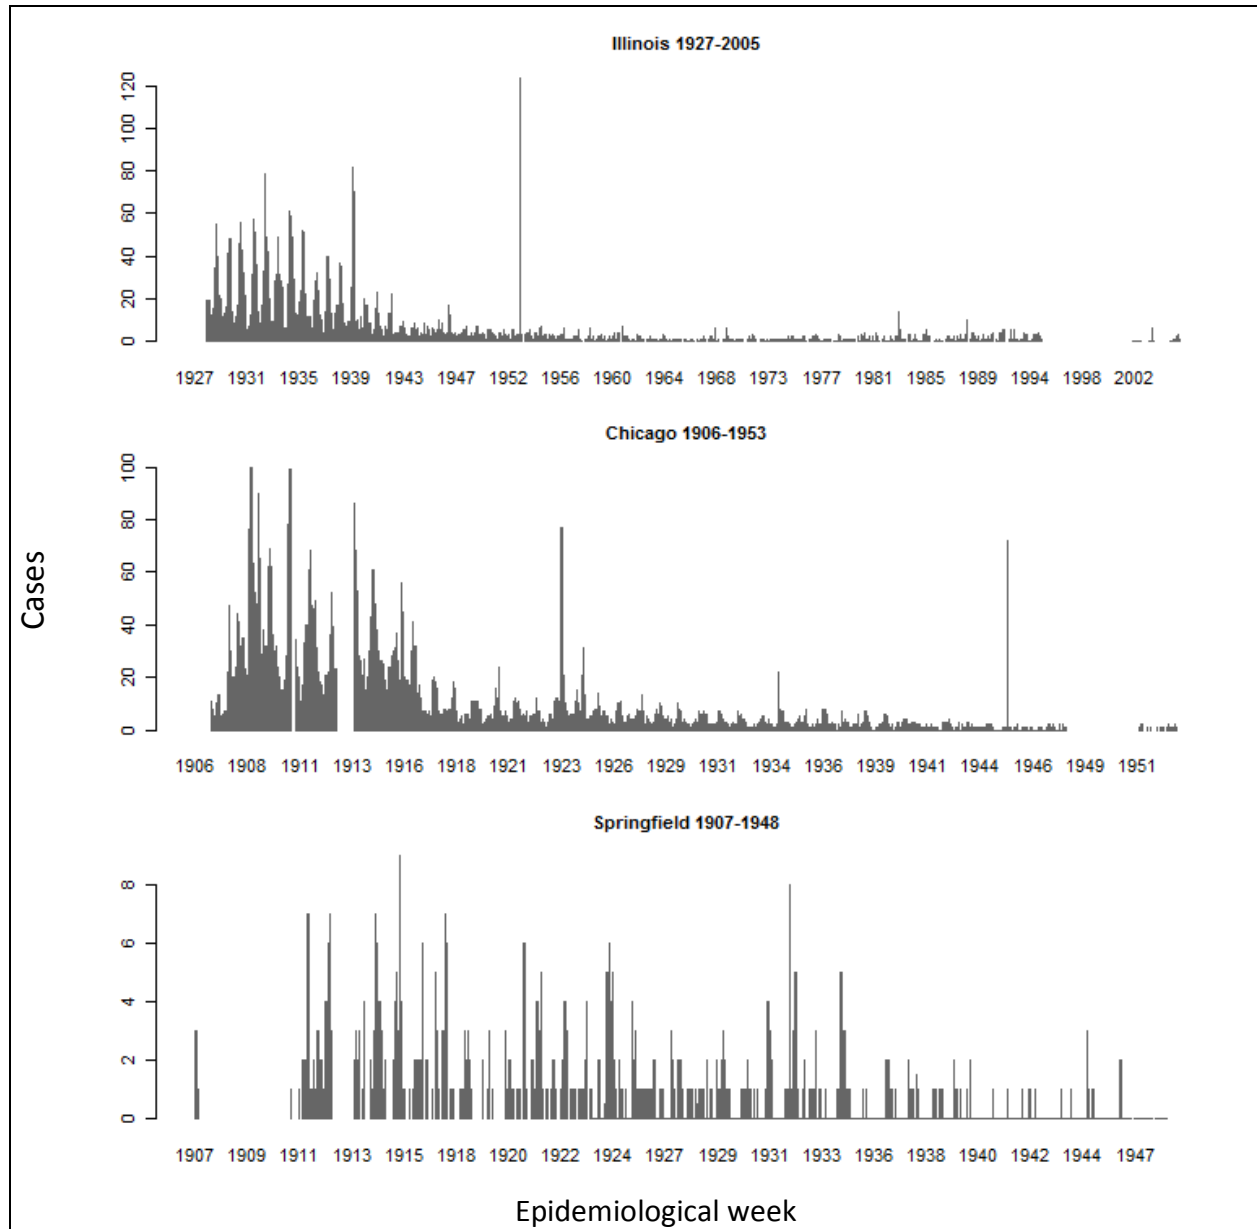 Illinois 1927-2005
120
100
80
60
40
20
0
1927 1931 1935 1939 1943 1947 1952 1956 1960 1964 1968 1973 1977 1981 1985 1989 1994 1998 2002
Chicago 1906-1953
100
80
60
40
20
0
1906 1908 1911 1913 1916 1918 1921 1923 1926 1929 1931 1934 1936 1939 1941 1944 1946 1949 1951
Cases
Springfield 1907-1948
8
6
4
2
0
1907 1909 1911 1913 1915 1918 1920 1922 1924 1927 1929 1931 1933 1936 1938 1940 1942 1944 1947
Epidemiological week